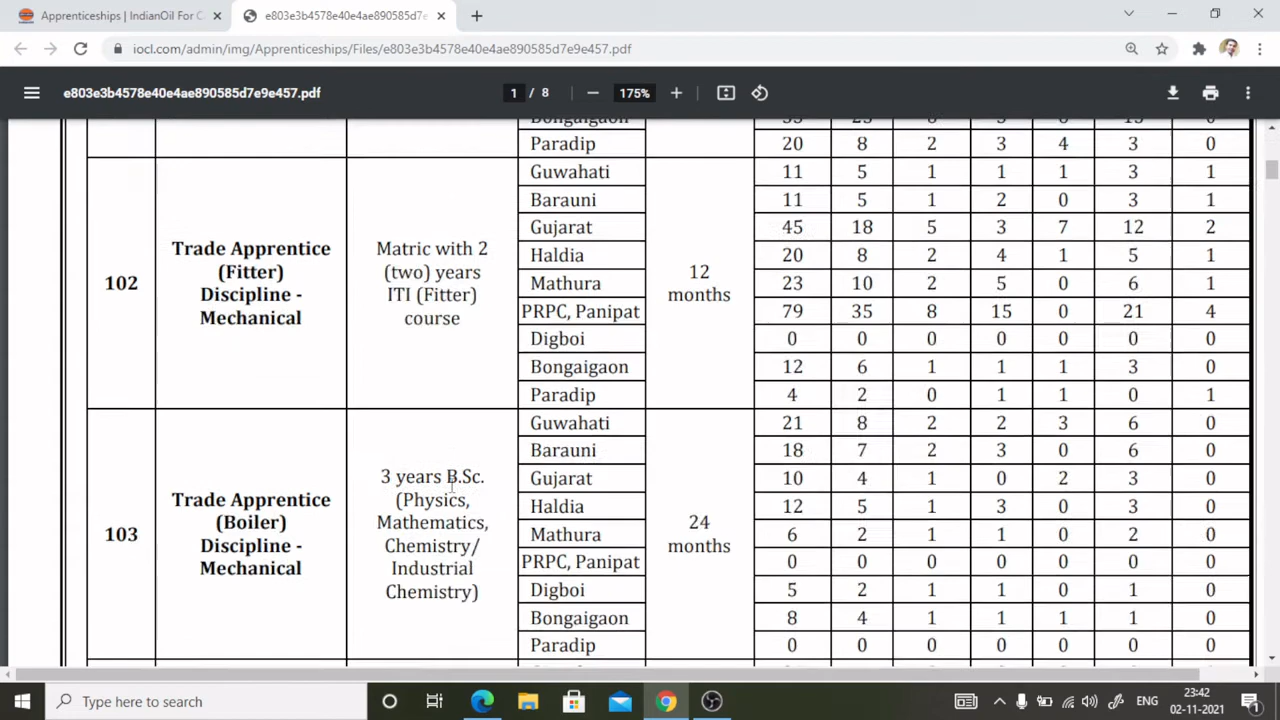 Apprenticeships | IndianOil For C
e803e3b4578e40e4ae890585d7e9e457.
iocl.com/admin/img/Apprenticeships/Files/e803e3b4578e40e4ae890585d7e9e457.pdf
e803e3b4578e40e4ae890585d7e9e457.pdf
1 / 8
175%
Bongaigaon
Paradip 20 8 2 3 4 3 0
102
Trade Apprentice
(Fitter)
Discipline -
Mechanical
Matric with 2
(two) years
ITI (Fitter)
course
12
months
Guwahati 11 5 1 1 1 3 1
Barauni 11 5 1 2 0 3 1
Gujarat 45 18 5 3 7 12 2
Haldia 20 8 2 4 1 5 1
Mathura 23 10 2 5 0 6 1
PRPC, Panipat 79 35 8 15 0 21 4
Digboi 0 0 0 0 0 0 0
Bongaigaon 12 6 1 1 1 3 0
Paradip 4 2 0 1 1 0 1
103
Trade Apprentice
(Boiler)
Discipline -
Mechanical
3 years B.Sc.
(Physics,
Mathematics,
Chemistry/
Industrial
Chemistry)
24
months
Guwahati 21 8 2 2 3 6 0
Barauni 18 7 2 3 0 6 0
Gujarat 10 4 1 0 2 3 0
Haldia 12 5 1 3 0 3 0
Mathura 6 2 1 1 0 2 0
PRPC, Panipat 0 0 0 0 0 0 0
Digboi 5 2 1 1 0 1 0
Bongaigaon 8 4 1 1 1 1 0
Paradip 0 0 0 0 0 0 0
Type here to search
ENG
23:42
02-11-2021
1